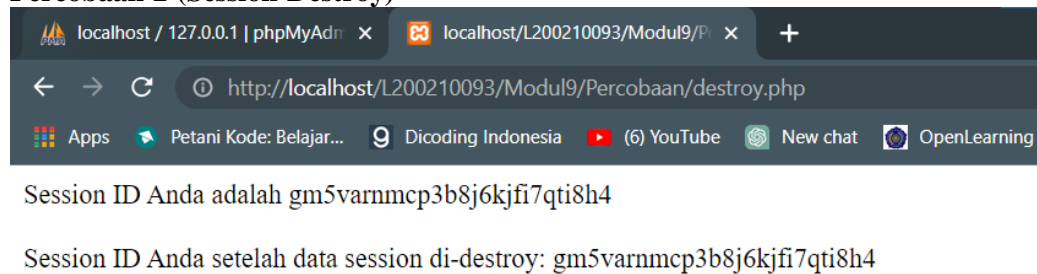 localhost / 127.0.0.1 | phpMyAdm
localhost/L200210093/Modul9/P
http://localhost/L200210093/Modul9/Percobaan/destroy.php
Apps Petani Kode: Belajar... Dicoding Indonesia (6) YouTube New chat OpenLearning
Session ID Anda adalah gm5varnmcp3b8j6kjfi7qti8h4
Session ID Anda setelah data session di-destroy: gm5varnmcp3b8j6kjfi7qti8h4